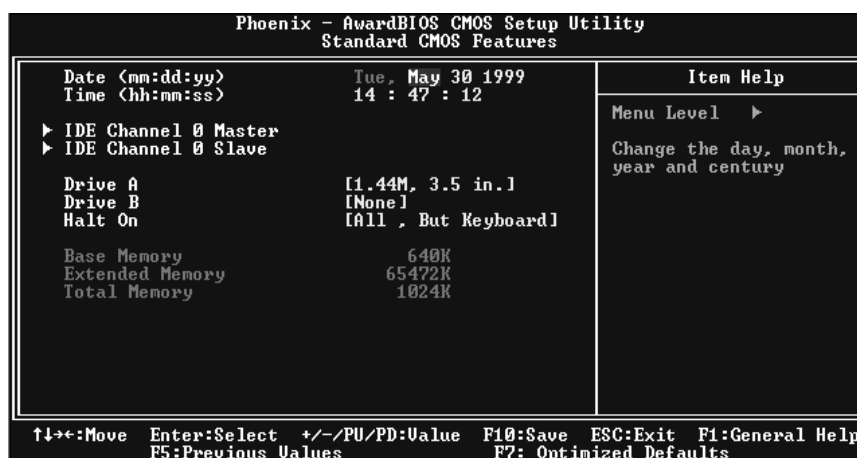 Phoenix - AwardBIOS CMOS Setup Utility
Standard CMOS Features
Date (mm:dd:yy) Tue, May 30 1999
Time (hh:mm:ss) 14 : 47 : 12
▶ IDE Channel 0 Master
▶ IDE Channel 0 Slave
Drive A [1.44M, 3.5 in.]
Drive B [None]
Halt On [All , But Keyboard]
Base Memory 640K
Extended Memory 65472K
Total Memory 1024K
Item Help
Menu Level ▶
Change the day, month,
year and century
↑↓→←:Move Enter:Select +/-/PU/PD:Value F10:Save ESC:Exit F1:General Help
F5:Previous Values F7: Optimized Defaults